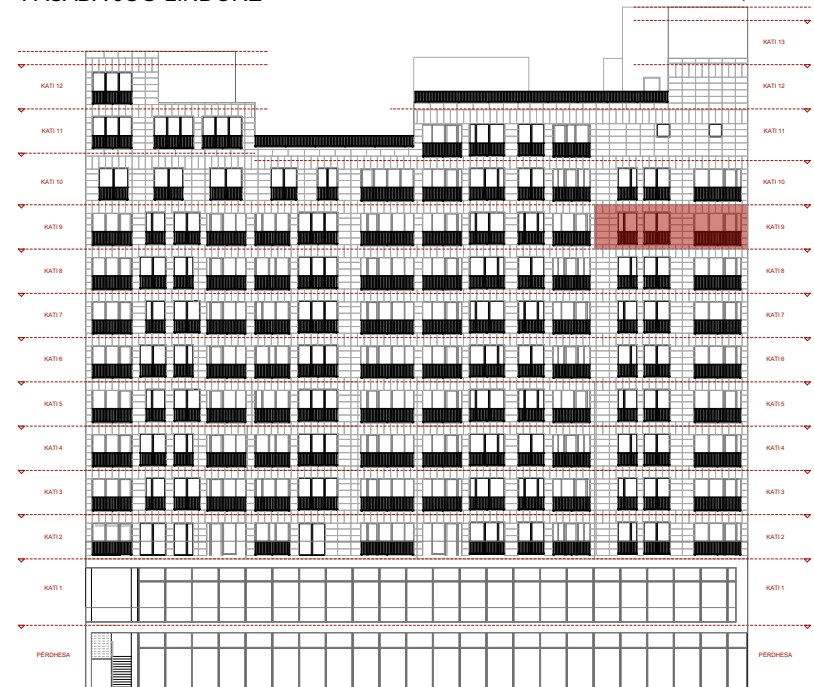 KATI 13
KATI 12 KATI 12
KATI 11 KATI 11
KATI 10 KATI 10
KATI 9 KATI 9
KATI 8 KATI 8
KATI 7 KATI 7
KATI 6 KATI 6
KATI 5 KATI 5
KATI 4 KATI 4
KATI 3 KATI 3
KATI 2 KATI 2
KATI 1 KATI 1
PËRDHESA PËRDHESA